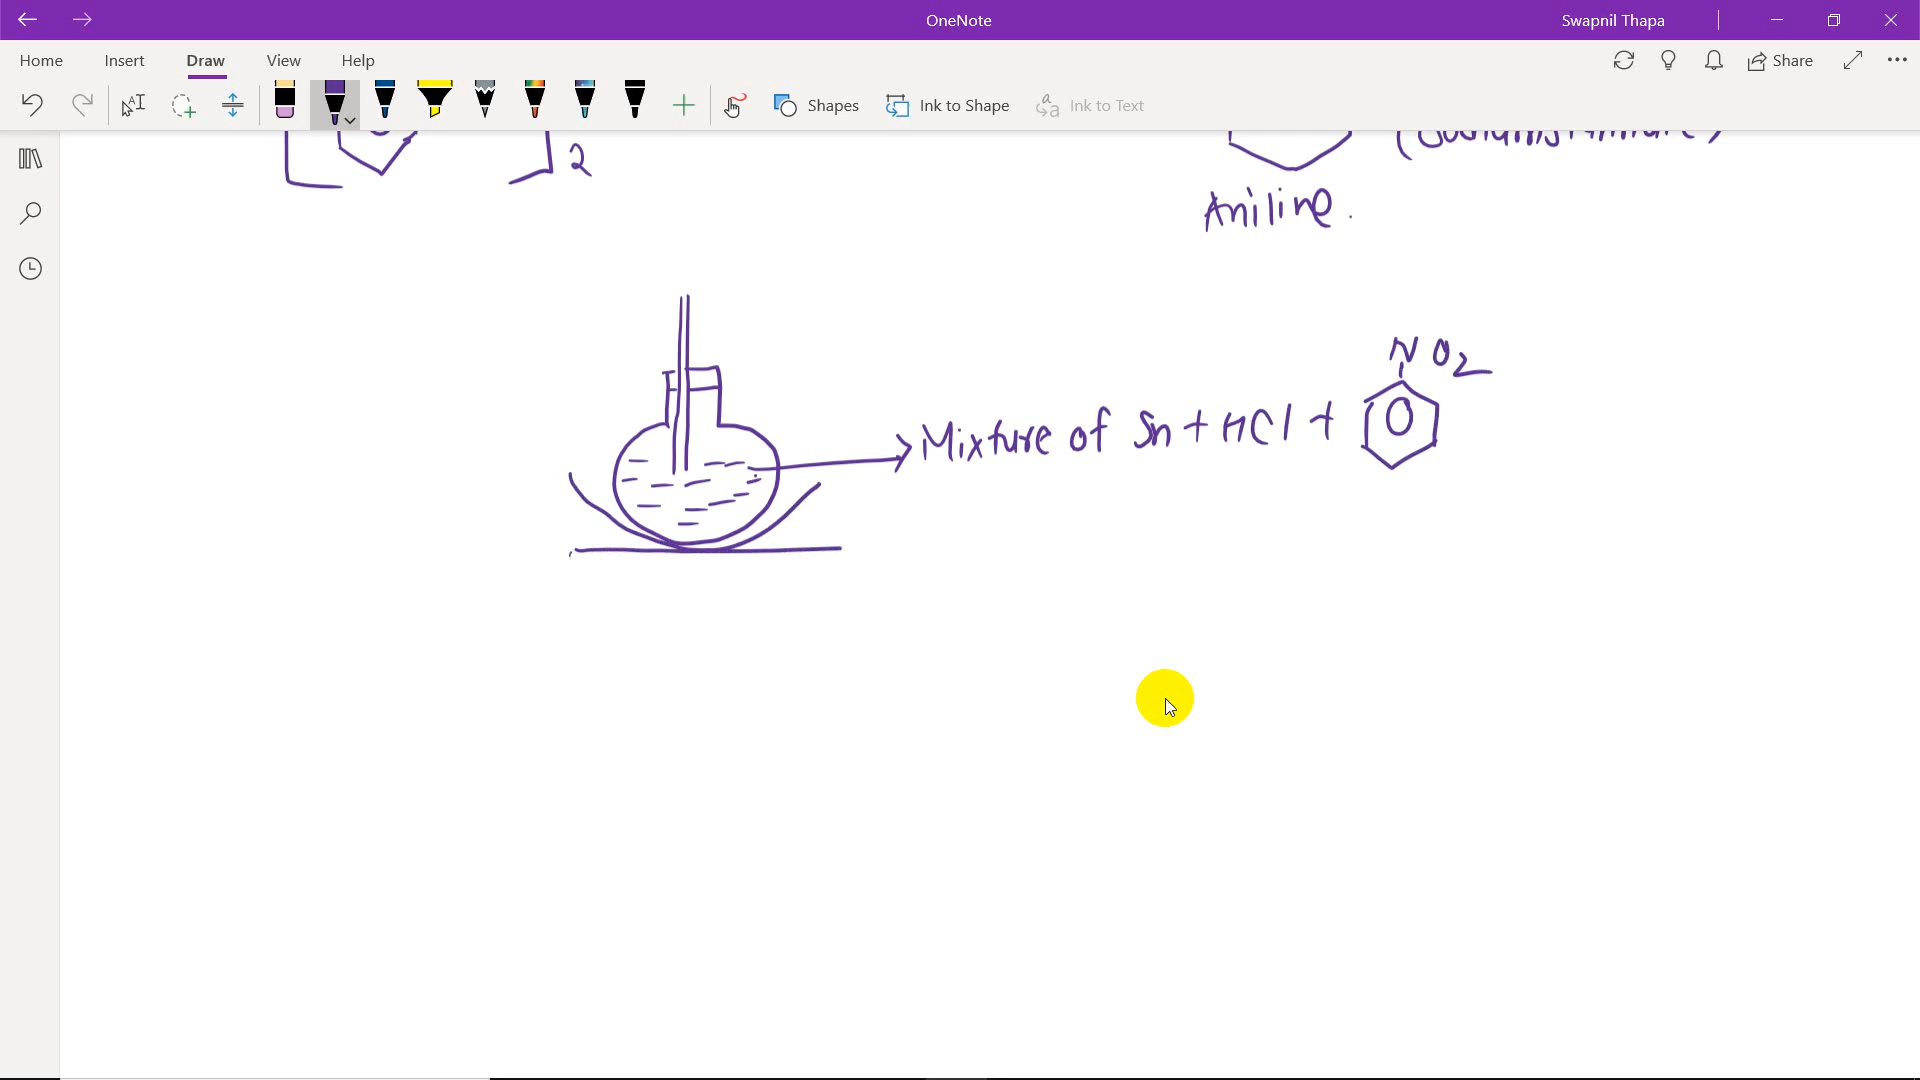 OneNote
Swapnil Thapa
Home Insert Draw View Help
Share
Shapes Ink to Shape Ink to Text
2
Aniline.
NO2
Mixture of Sn + HCl +